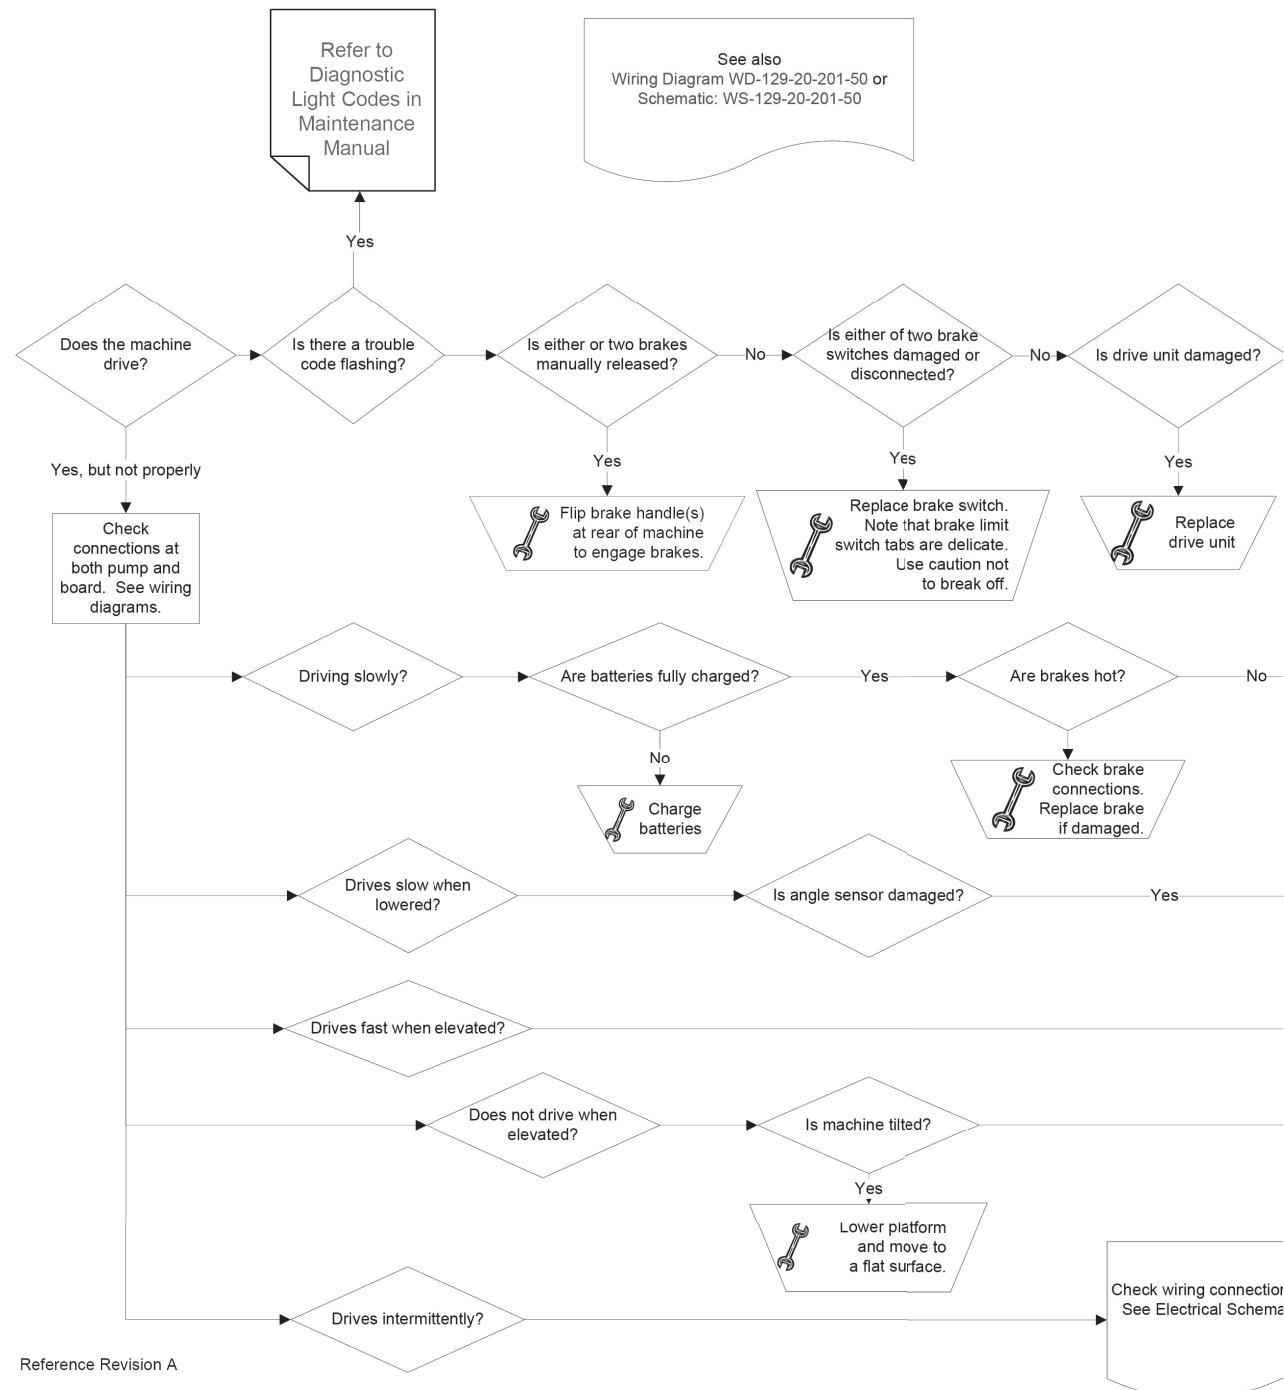 Refer to
Diagnostic
Light Codes in
Maintenance
Manual
See also
Wiring Diagram WD-129-20-201-50 or
Schematic: WS-129-20-201-50
Yes
Does the machine
drive?
Is there a trouble
code flashing?
Is either or two brakes
manually released?
No
Is either of two brake
switches damaged or
disconnected?
No
Is drive unit damaged?
Yes, but not properly
Yes
Yes
Yes
Check
connections at
both pump and
board. See wiring
diagrams.
Flip brake handle(s)
at rear of machine
to engage brakes.
Replace brake switch.
Note that brake limit
switch tabs are delicate.
Use caution not
to break off.
Replace
drive unit
Driving slowly?
Are batteries fully charged?
Yes
Are brakes hot?
No
No
Charge
batteries
Check brake
connections.
Replace brake
if damaged.
Drives slow when
lowered?
Is angle sensor damaged?
Yes
Drives fast when elevated?
Does not drive when
elevated?
Is machine tilted?
Yes
Lower platform
and move to
a flat surface.
Drives intermittently?
Check wiring connection
See Electrical Schema
Reference Revision A